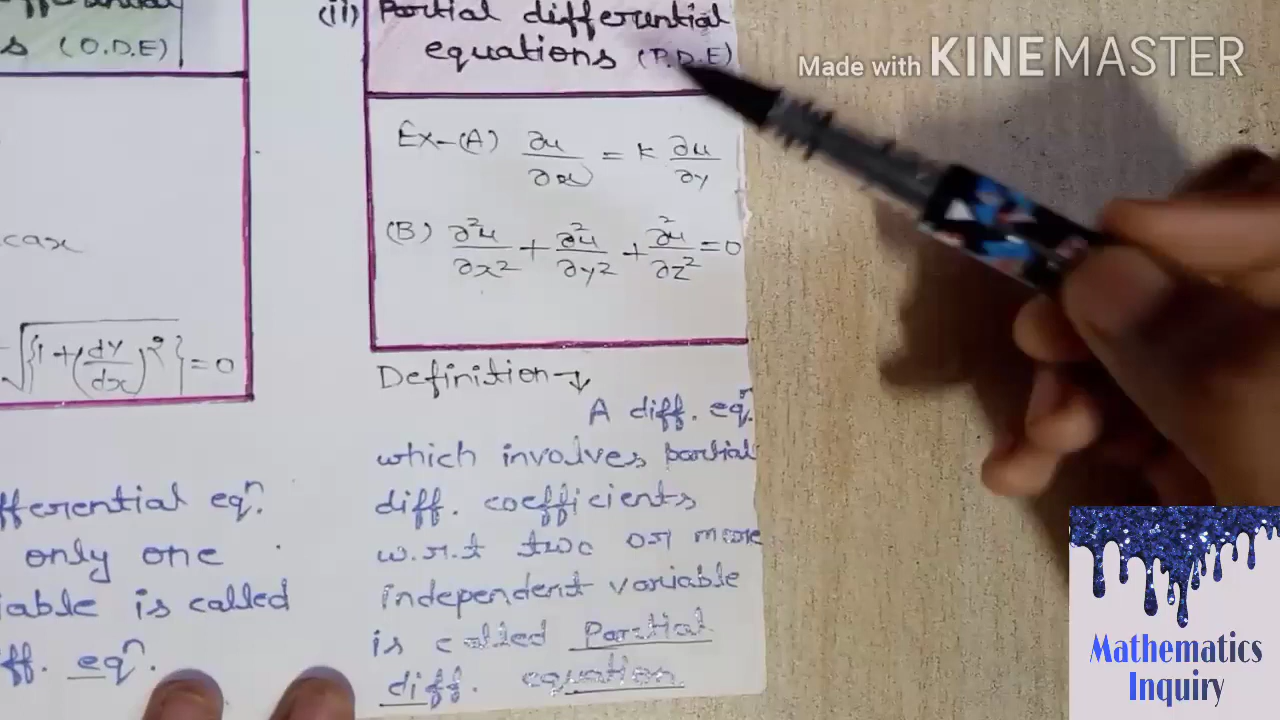 s (O.D.E)
(ii) Partial differential
equations (P.D.E)
Made with KINEMASTER
Ex-(A) ∂u/∂x = K ∂u/∂y
(B) ∂²u/∂x² + ∂²u/∂y² + ∂²u/∂z² = 0
cosx
√{1 + (dy/dx)²} = 0
Definition →
A diff. eqⁿ.
which involves partial
diff. coefficients
w.r.t two or more
independent variable
is called Partial
diff. equation
fferential eqⁿ.
only one
iable is called
ff. eqⁿ.
Mathematics
Inquiry